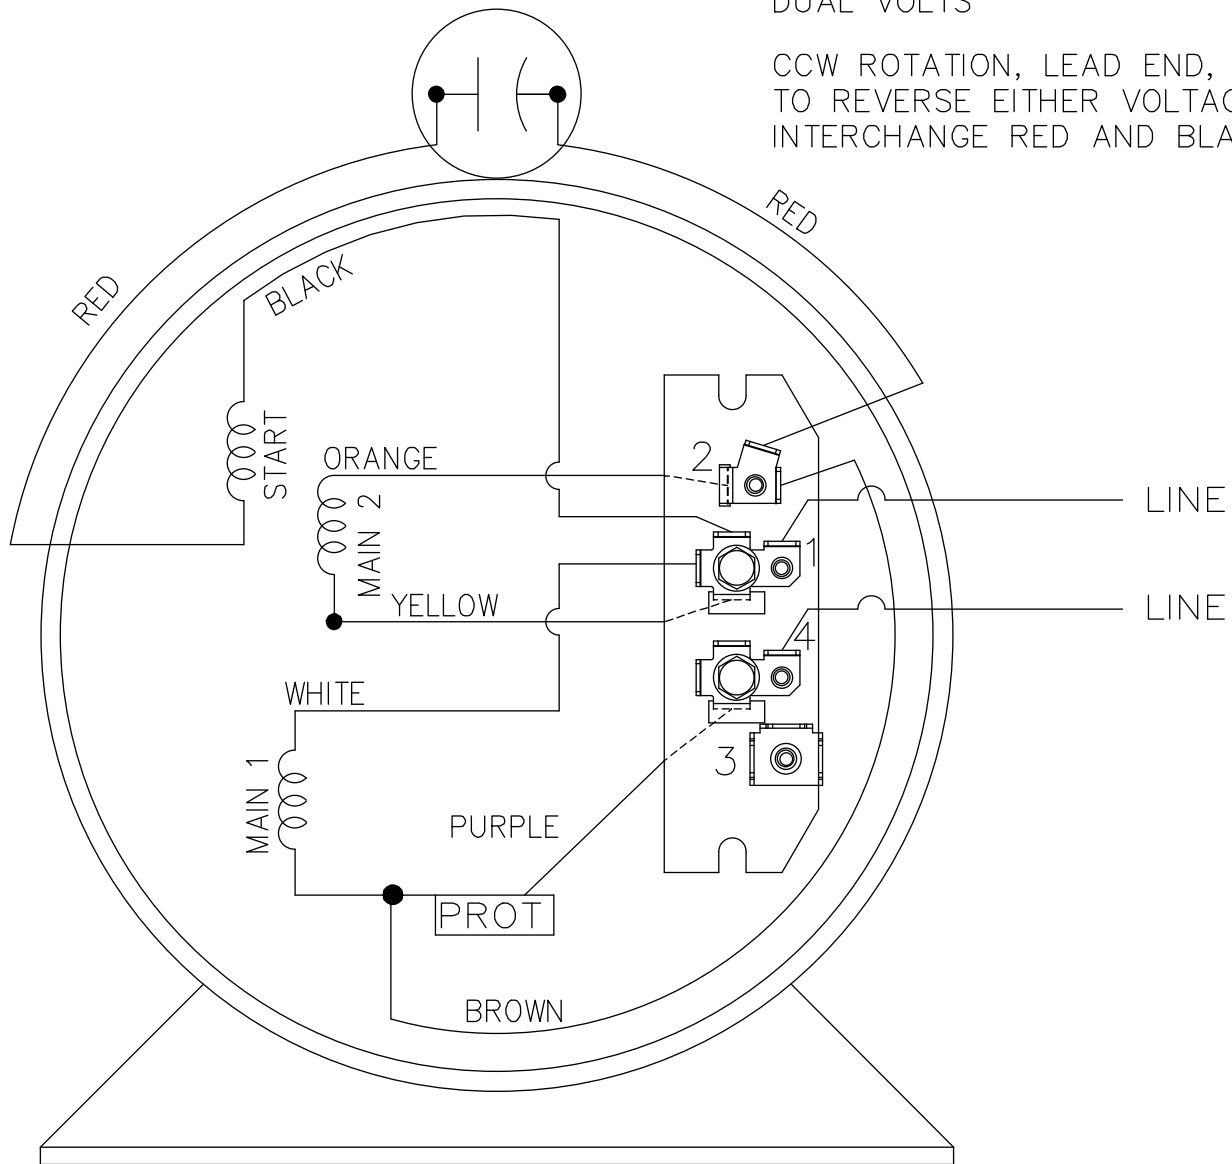 DUAL VOLTS
CCW ROTATION, LEAD END,
TO REVERSE EITHER
INTERCHANGE RED AND
RED
RED
BLACK
START
ORANGE
2
MAIN 2
LINE
1
YELLOW
LINE
4
WHITE
MAIN 1
3
PURPLE
PROT
BROWN